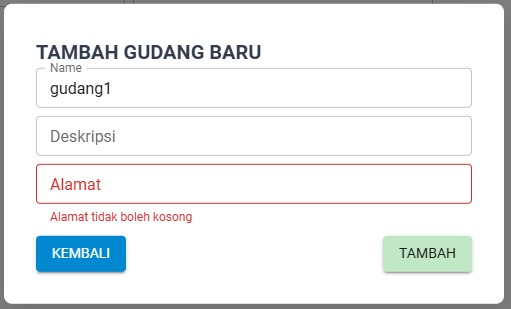 TAMBAH GUDANG BARU
Name
gudang1
Deskripsi
Alamat
Alamat tidak boleh kosong
KEMBALI
TAMBAH